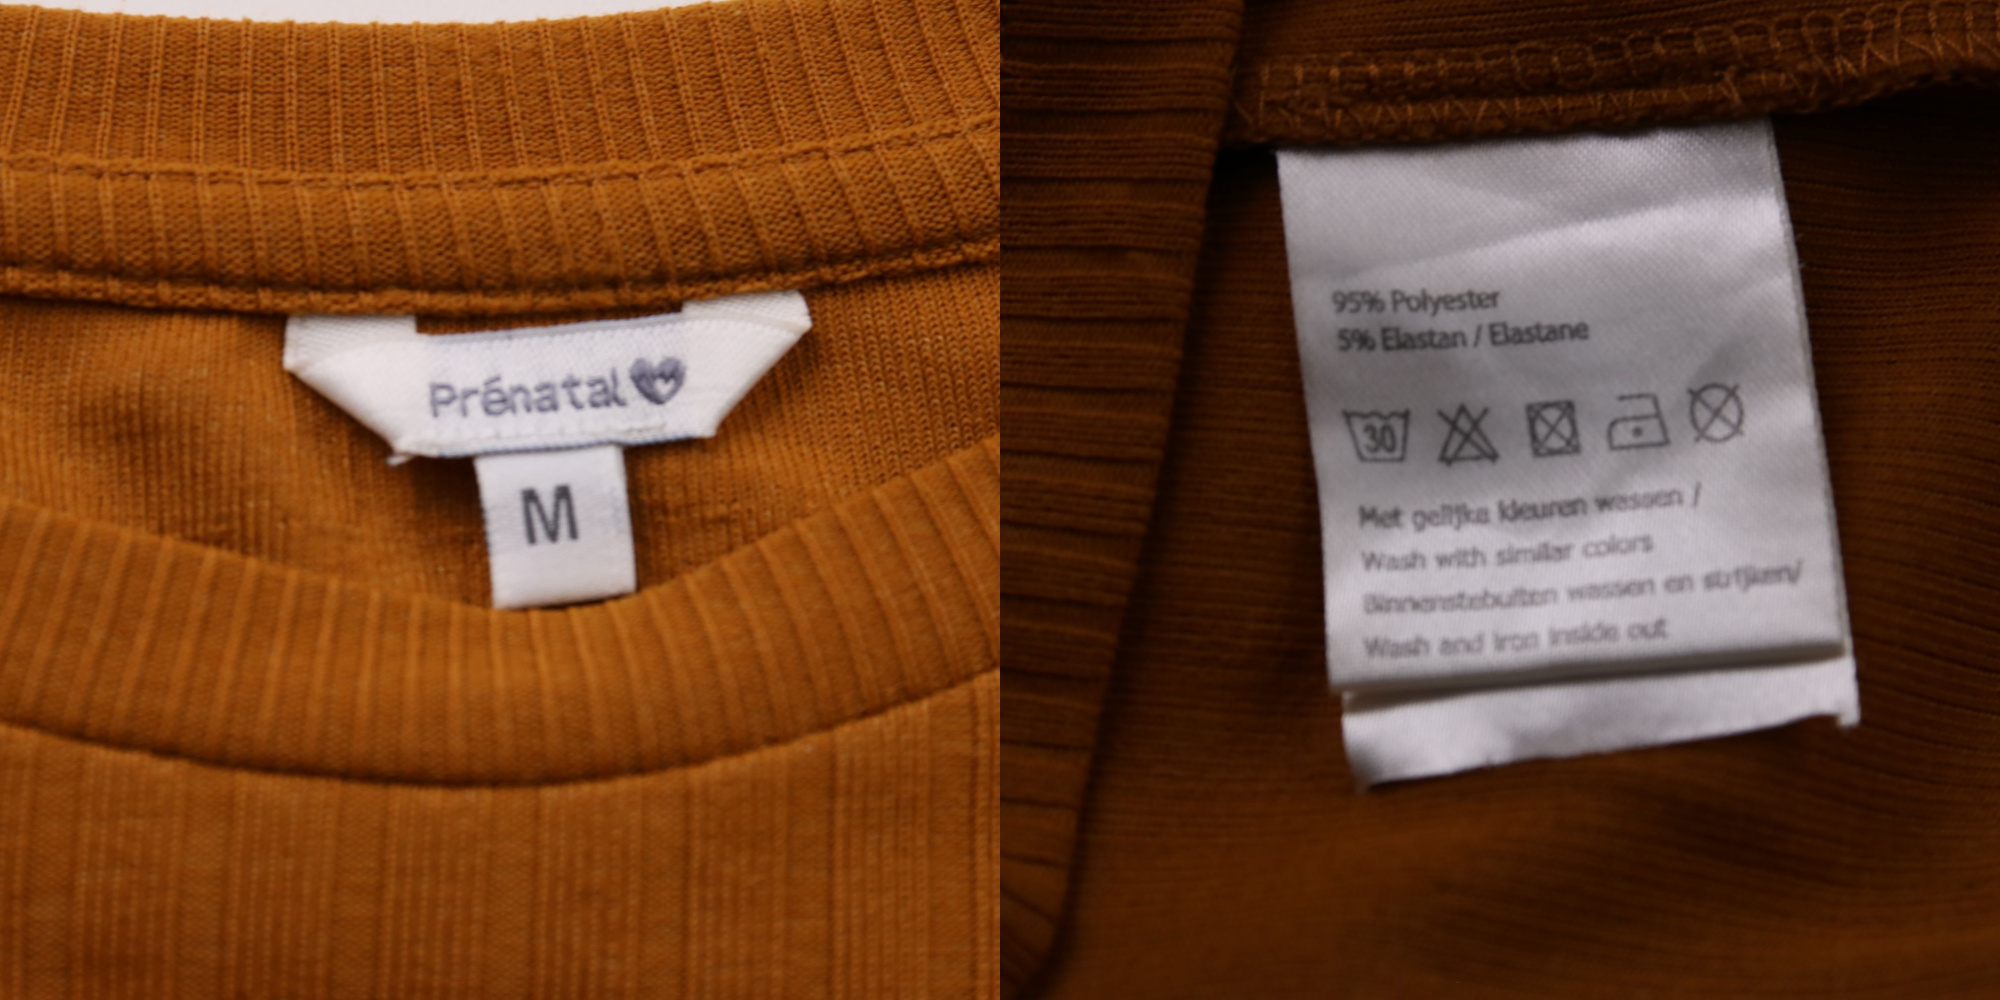 Prénatal
M
95% Polyester
5% Elastan / Elastane
30
Met gelijke kleuren wassen /
Wash with similar colors
Binnenstebuiten wassen en strijken/
Wash and iron inside out